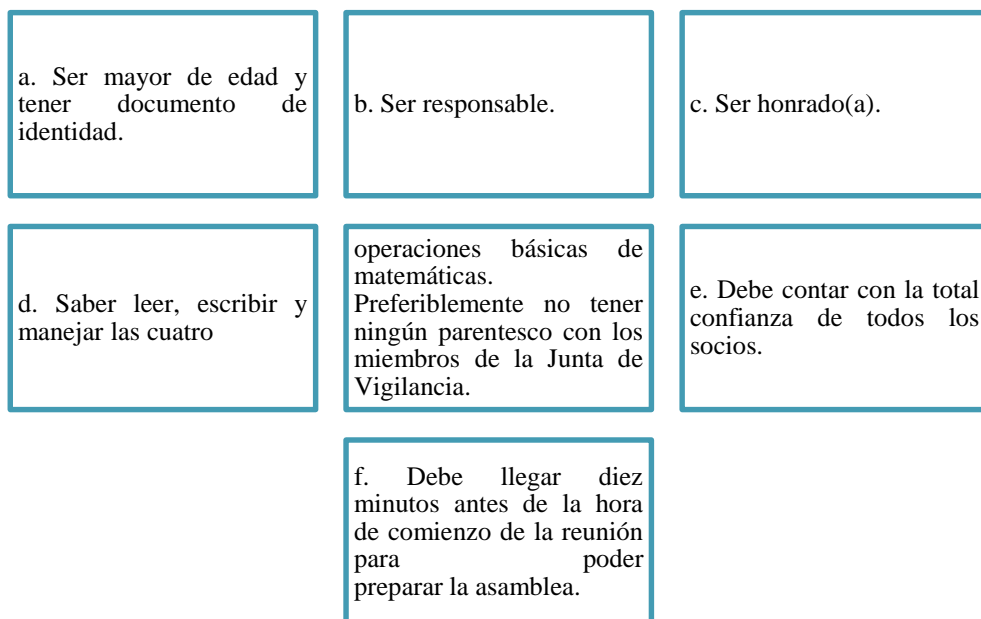 a. Ser mayor de edad y
tener documento de
identidad.
b. Ser responsable.
c. Ser honrado(a).
d. Saber leer, escribir y
manejar las cuatro
operaciones básicas de
matemáticas.
Preferiblemente no tener
ningún parentesco con los
miembros de la Junta de
Vigilancia.
e. Debe contar con la total
confianza de todos los
socios.
f. Debe llegar diez
minutos antes de la hora
de comienzo de la reunión
para poder
preparar la asamblea.